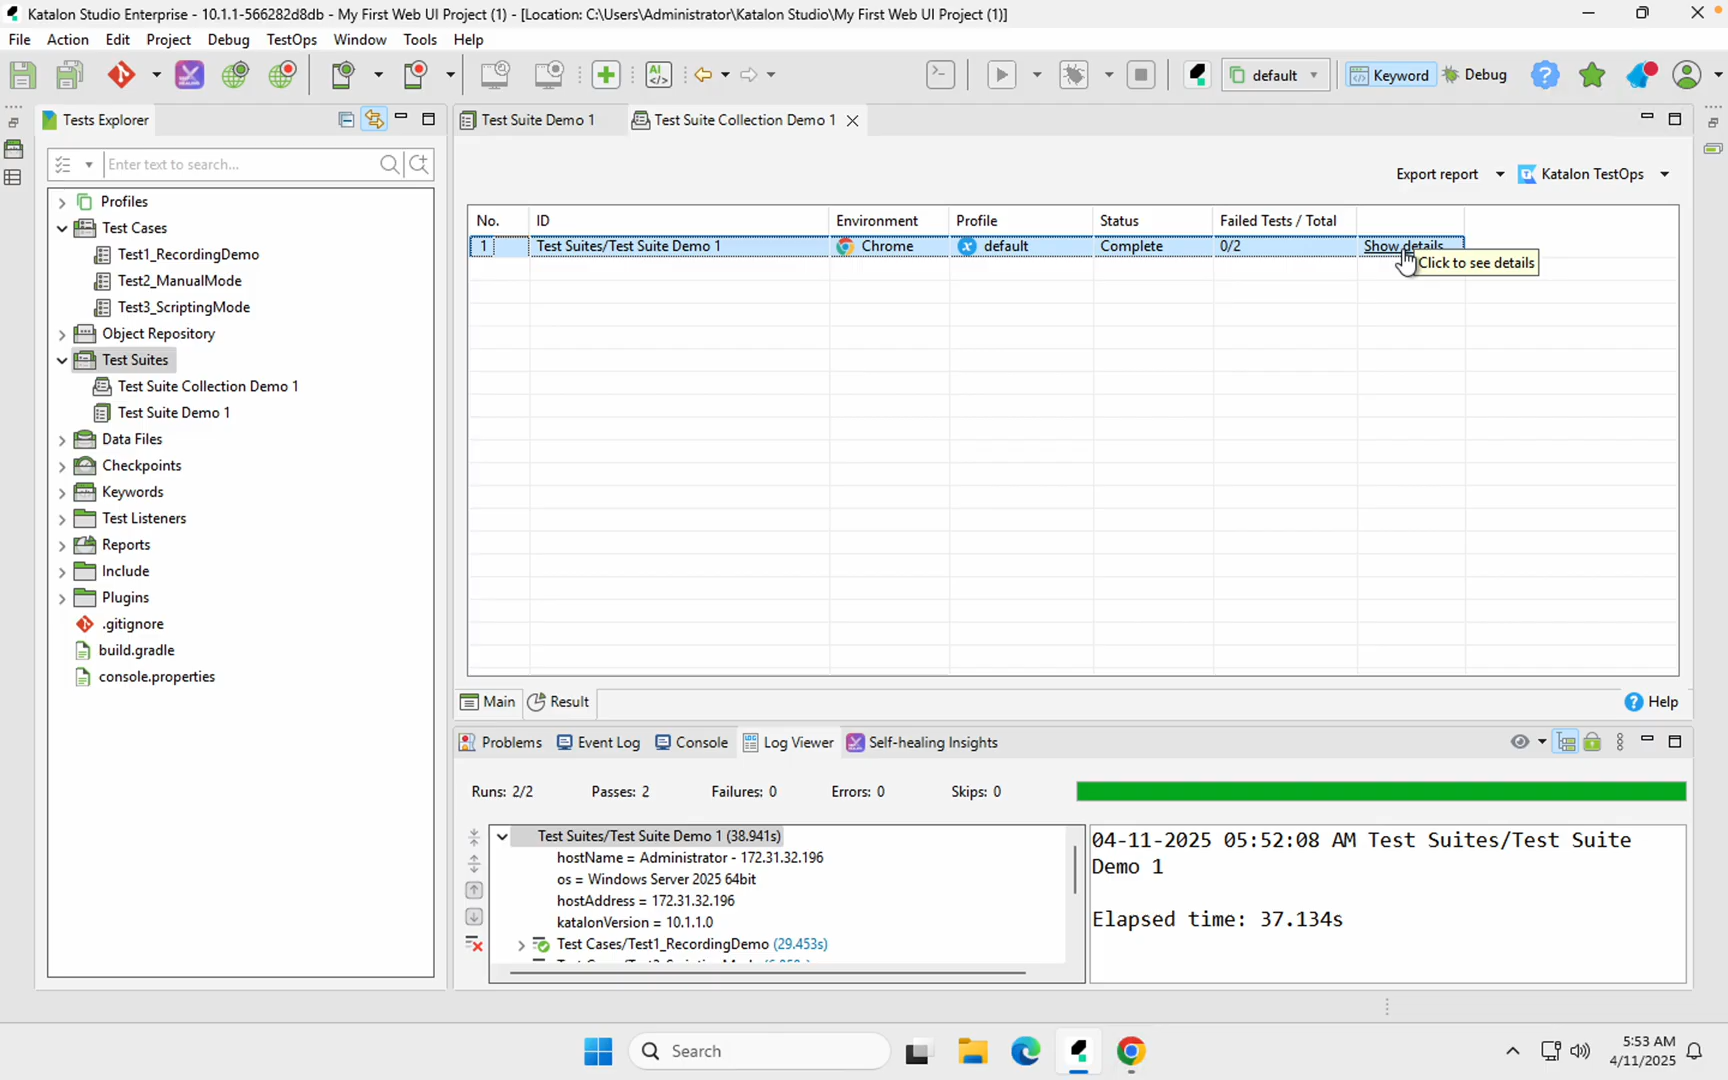 Katalon Studio Enterprise - 10.1.1-566282d8db - My First Web UI Project (1) - [Location: C:\Users\Administrator\Katalon Studio\My First Web UI Project (1)]
File Action Edit Project Debug TestOps Window Tools Help
default Keyword Debug
Tests Explorer
Test Suite Demo 1 Test Suite Collection Demo 1
Enter text to search...
Export report Katalon TestOps
Profiles
Test Cases
Test1_RecordingDemo
Test2_ManualMode
Test3_ScriptingMode
Object Repository
Test Suites
Test Suite Collection Demo 1
Test Suite Demo 1
Data Files
Checkpoints
Keywords
Test Listeners
Reports
Include
Plugins
.gitignore
build.gradle
console.properties
No. ID Environment Profile Status Failed Tests / Total
1 Test Suites/Test Suite Demo 1 Chrome default Complete 0/2 Show details
Click to see details
Main Result Help
Problems Event Log Console Log Viewer Self-healing Insights
Runs: 2/2 Passes: 2 Failures: 0 Errors: 0 Skips: 0
Test Suites/Test Suite Demo 1 (38.941s)
hostName = Administrator - 172.31.32.196
os = Windows Server 2025 64bit
hostAddress = 172.31.32.196
katalonVersion = 10.1.1.0
Test Cases/Test1_RecordingDemo (29.453s)
04-11-2025 05:52:08 AM Test Suites/Test Suite
Demo 1
Elapsed time: 37.134s
Search
5:53 AM
4/11/2025